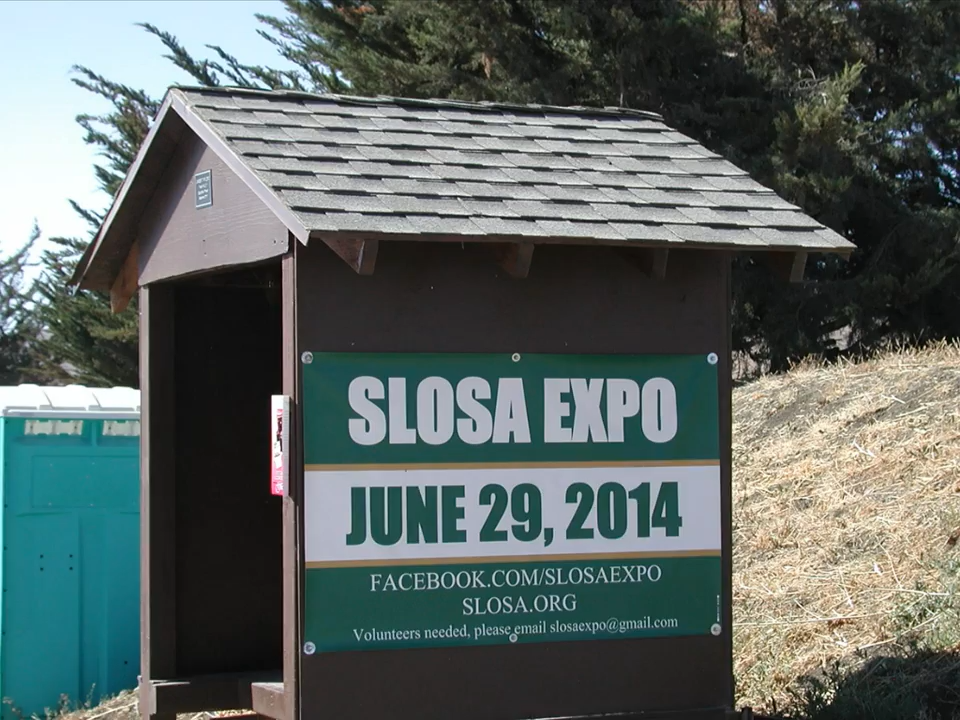 SLOSA EXPO
JUNE 29, 2014
FACEBOOK.COM/SLOSAEXPO
SLOSA.ORG
Volunteers needed, please email slosaexpo@gmail.com